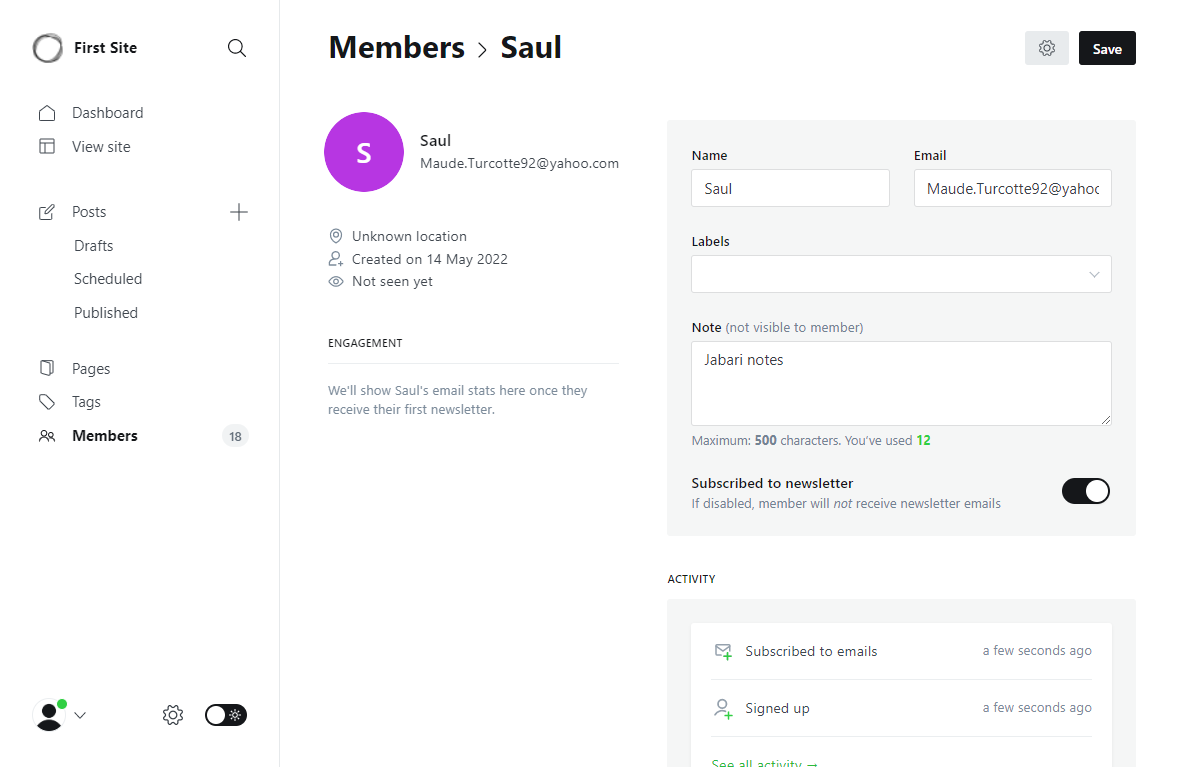 First Site
Dashboard
View site
Posts
Drafts
Scheduled
Published
Pages
Tags
Members
18
Members > Saul
Save
S
Saul
Maude.Turcotte92@yahoo.com
Unknown location
Created on 14 May 2022
Not seen yet
ENGAGEMENT
We'll show Saul's email stats here once they
receive their first newsletter.
Name
Saul
Email
Maude.Turcotte92@yahoc
Labels
Note (not visible to member)
Jabari notes
Maximum: 500 characters. You've used 12
Subscribed to newsletter
If disabled, member will not receive newsletter emails
ACTIVITY
Subscribed to emails a few seconds ago
Signed up a few seconds ago
See all activity →